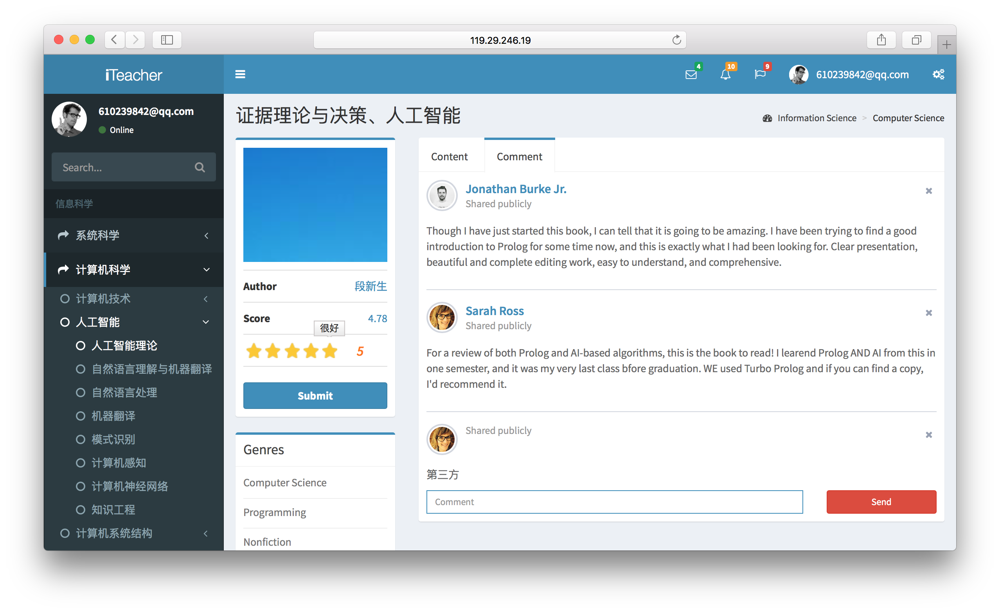 119.29.246.19
iTeacher
4
10
9
610239842@qq.com
610239842@qq.com
Online
Search...
信息科学
系统科学
计算机科学
计算机技术
人工智能
人工智能理论
自然语言理解与机器翻译
自然语言处理
机器翻译
模式识别
计算机感知
计算机神经网络
知识工程
计算机系统结构
证据理论与决策、人工智能
Information Science > Computer Science
Author 段新生
Score 4.78
很好
5
Submit
Genres
Computer Science
Programming
Nonfiction
Content Comment
Jonathan Burke Jr.
Shared publicly
Though I have just started this book, I can tell that it is going to be amazing. I have been trying to find a good
introduction to Prolog for some time now, and this is exactly what I had been looking for. Clear presentation,
beautiful and complete editing work, easy to understand, and comprehensive.
Sarah Ross
Shared publicly
For a review of both Prolog and AI-based algorithms, this is the book to read! I learend Prolog AND AI from this in
one semester, and it was my very last class bfore graduation. WE used Turbo Prolog and if you can find a copy,
I'd recommend it.
Shared publicly
第三方
Comment
Send